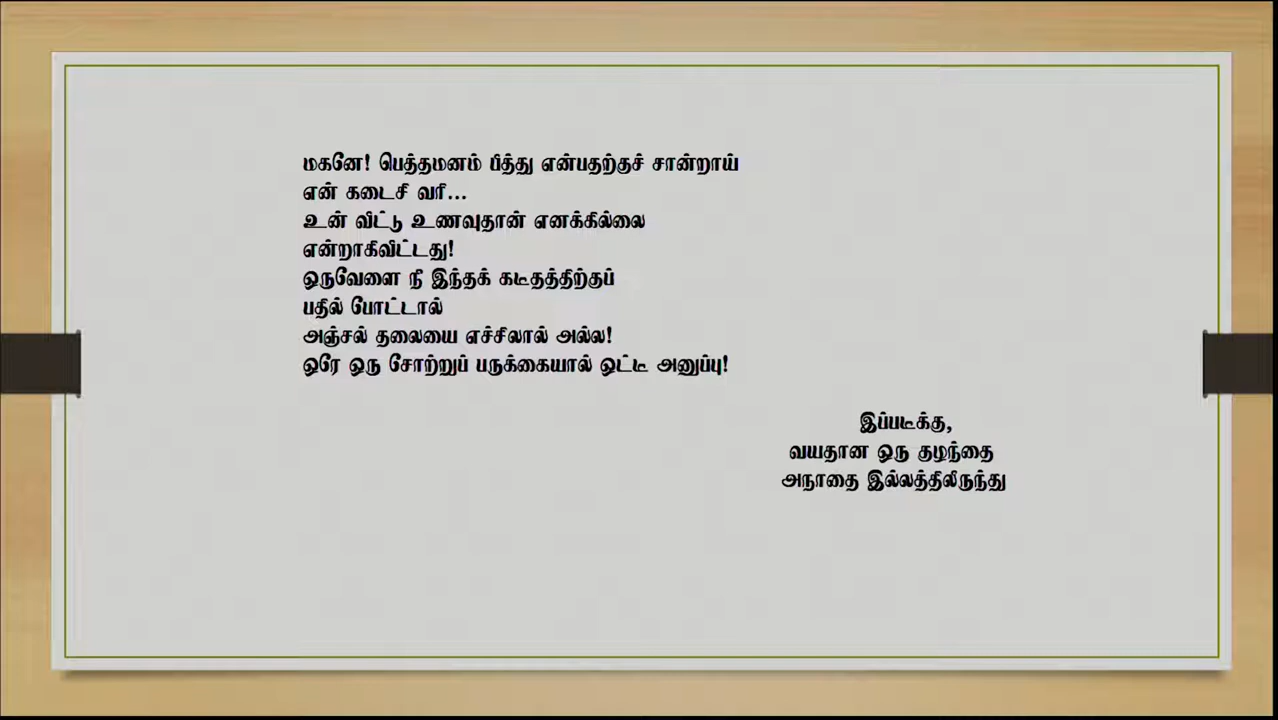 மகனே! பெத்தமனம் பித்து என்பதற்குச் சான்றாய்
என் கடைசி வரி...
உன் வீட்டு உணவுதான் எனக்கில்லை
என்றாகிவிட்டது!
ஒருவேளை நீ இந்தக் கடிதத்திற்குப்
பதில் போட்டால்
அஞ்சல் தலையை எச்சிலால் அல்ல!
ஒரே ஒரு சோற்றுப் பருக்கையால் ஒட்டி அனுப்பு!
இப்படிக்கு,
வயதான ஒரு குழந்தை
அநாதை இல்லத்திலிருந்து